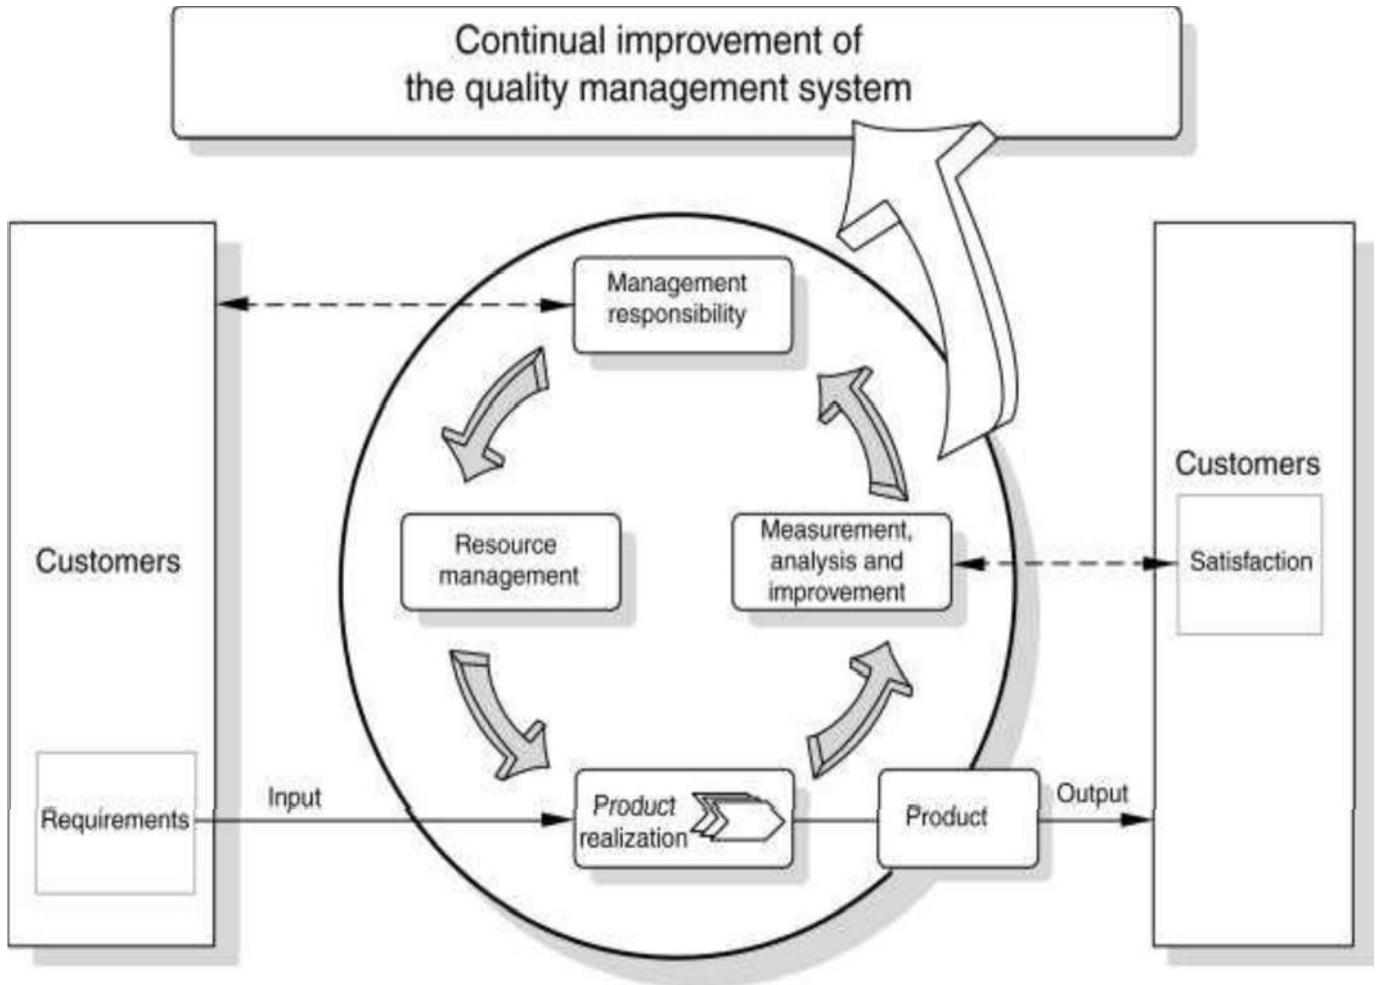 Continual improvement of
the quality management system
Management
responsibility
Customers
Resource
management
Measurement,
analysis and
improvement
Customers
Satisfaction
Requirements
Input
Product
realization
Product
Output